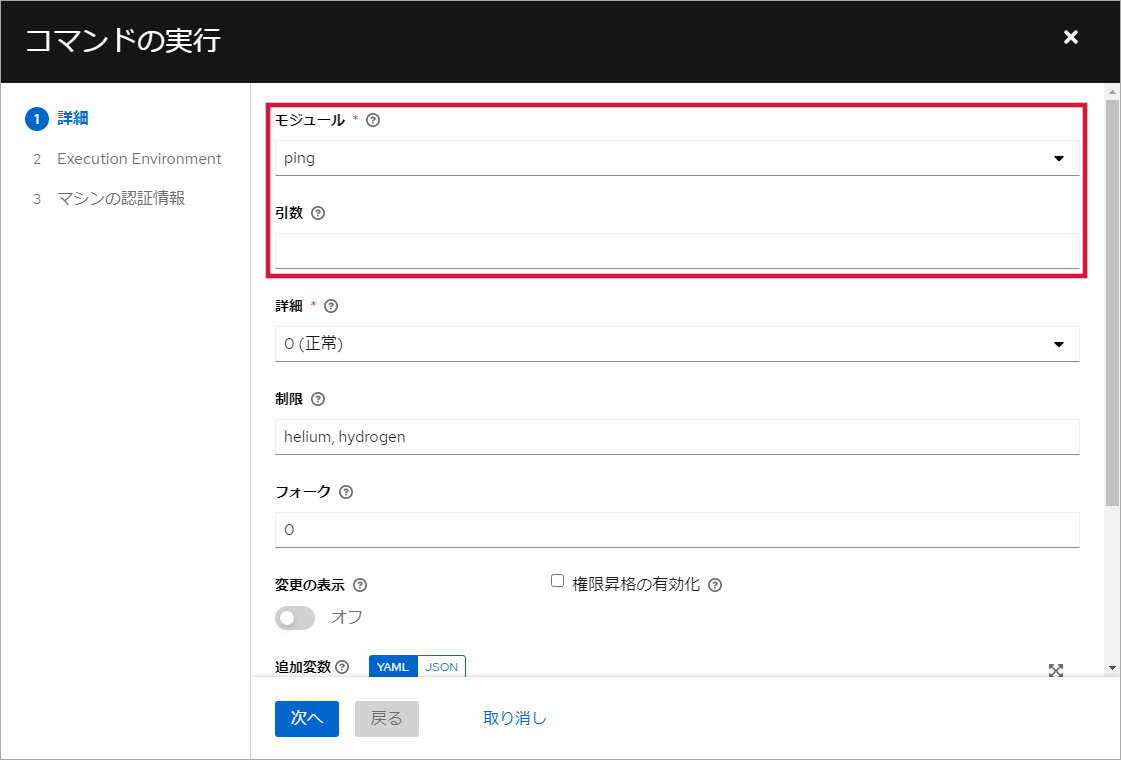 コマンドの実行
1 詳細
2 Execution Environment
3 マシンの認証情報
モジュール *
ping
引数
詳細 *
0 (正常)
制限
helium, hydrogen
フォーク
0
変更の表示
権限昇格の有効化
オフ
追加変数 YAML JSON
次へ 戻る 取り消し